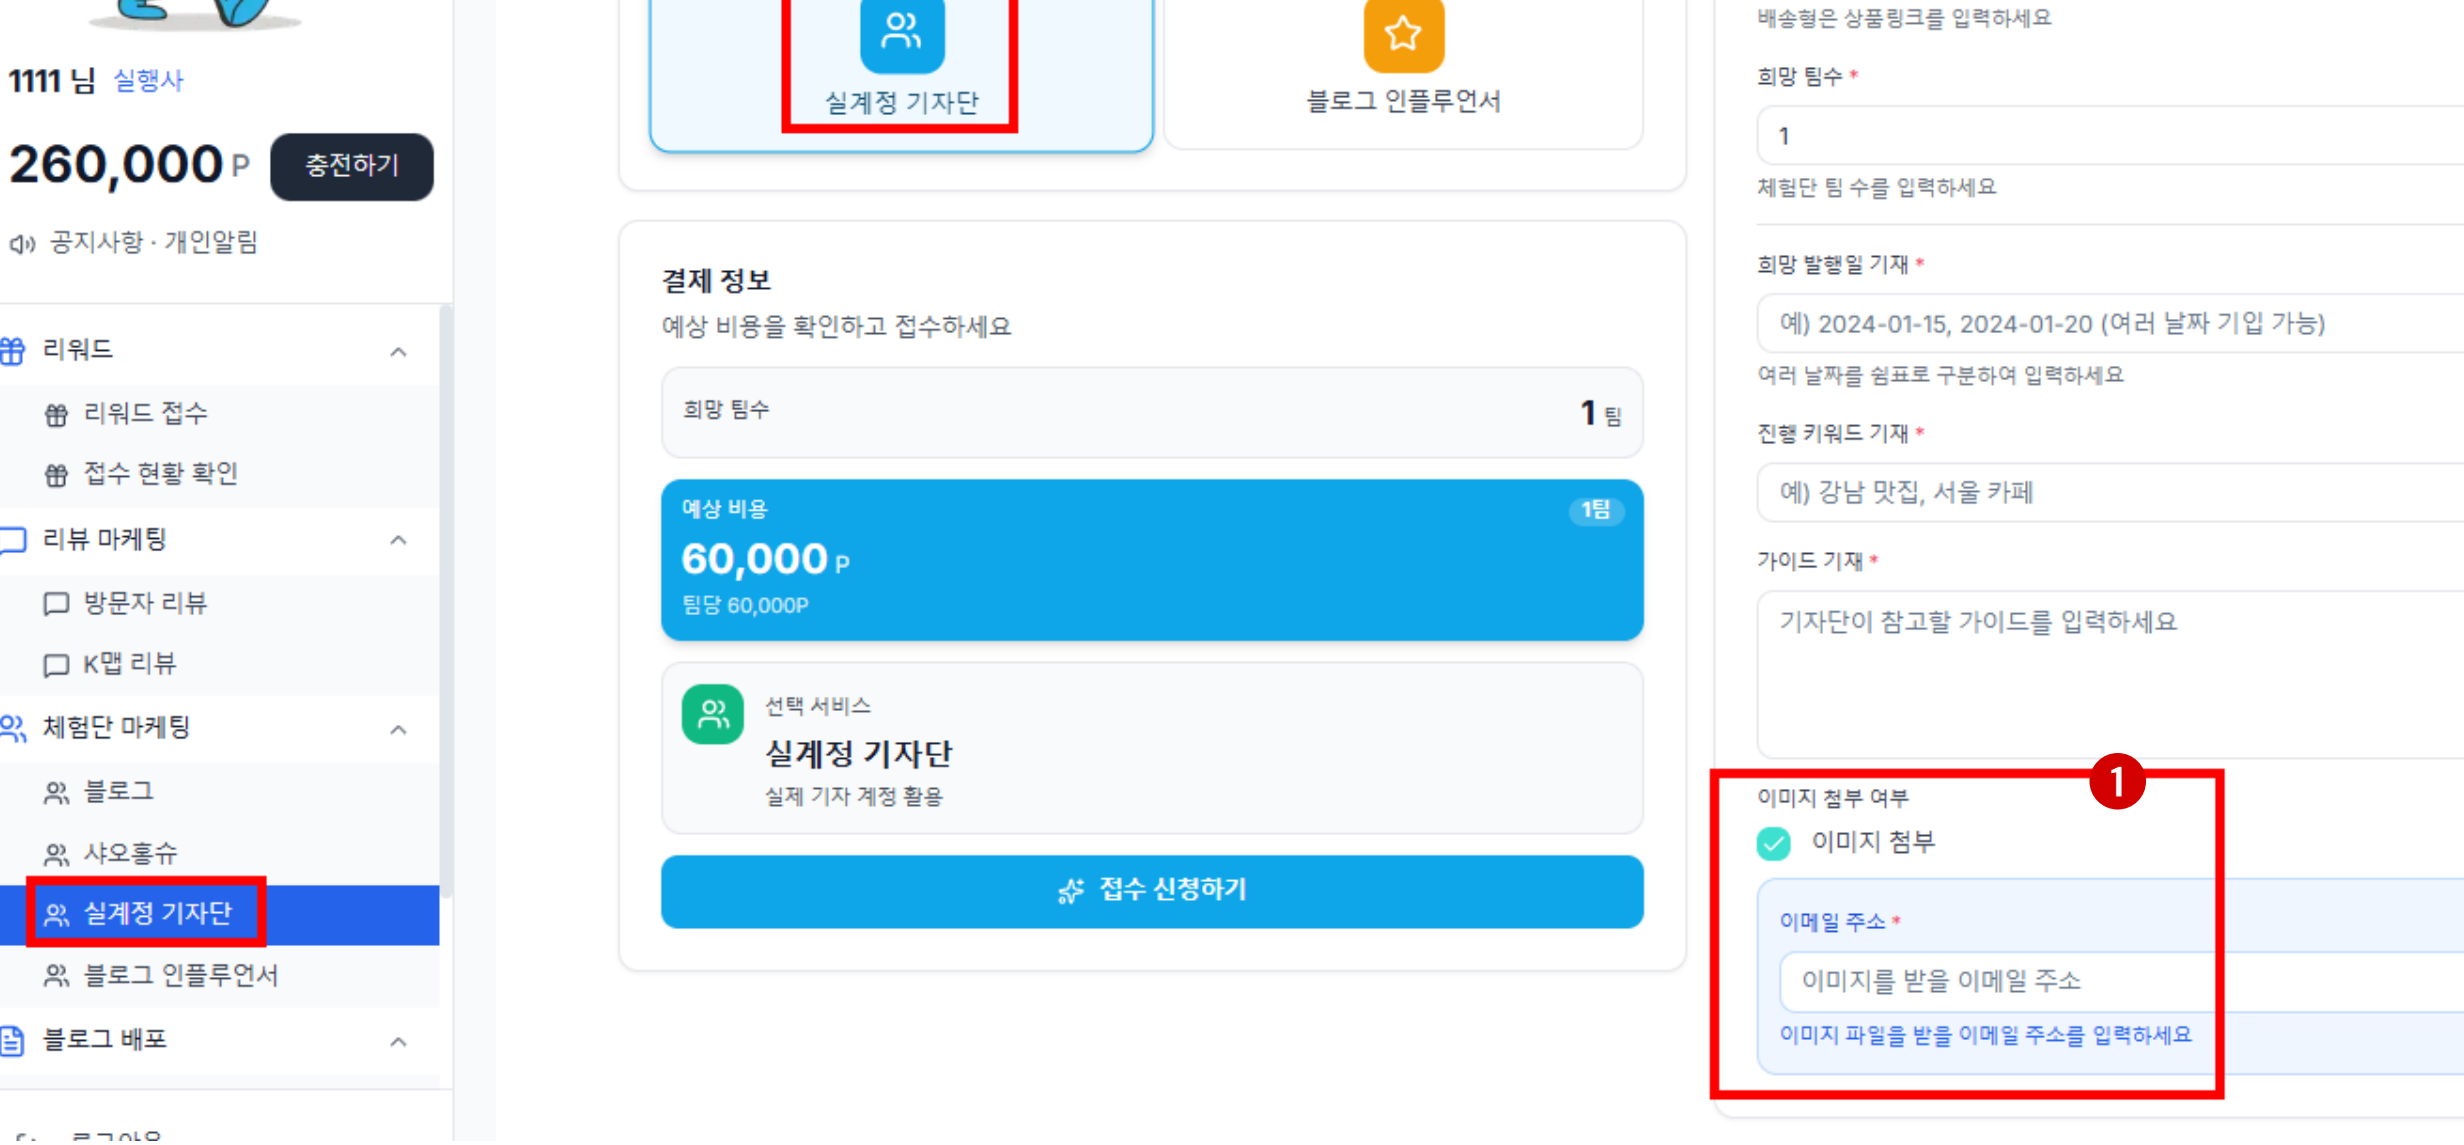 1111 님 실행사
260,000 P 충전하기
공지사항 · 개인알림
리워드
리워드 접수
접수 현황 확인
리뷰 마케팅
방문자 리뷰
K맵 리뷰
체험단 마케팅
블로그
샤오홍슈
실계정 기자단
블로그 인플루언서
블로그 배포
실계정 기자단
블로그 인플루언서
결제 정보
예상 비용을 확인하고 접수하세요
희망 팀수
1 팀
예상 비용
1팀
60,000 P
팀당 60,000P
선택 서비스
실계정 기자단
실제 기자 계정 활용
접수 신청하기
배송형은 상품링크를 입력하세요
희망 팀수 *
1
체험단 팀 수를 입력하세요
희망 발행일 기재 *
예) 2024-01-15, 2024-01-20 (여러 날짜 기입 가능)
여러 날짜를 쉼표로 구분하여 입력하세요
진행 키워드 기재 *
예) 강남 맛집, 서울 카페
가이드 기재 *
기자단이 참고할 가이드를 입력하세요
1
이미지 첨부 여부
이미지 첨부
이메일 주소 *
이미지를 받을 이메일 주소
이미지 파일을 받을 이메일 주소를 입력하세요